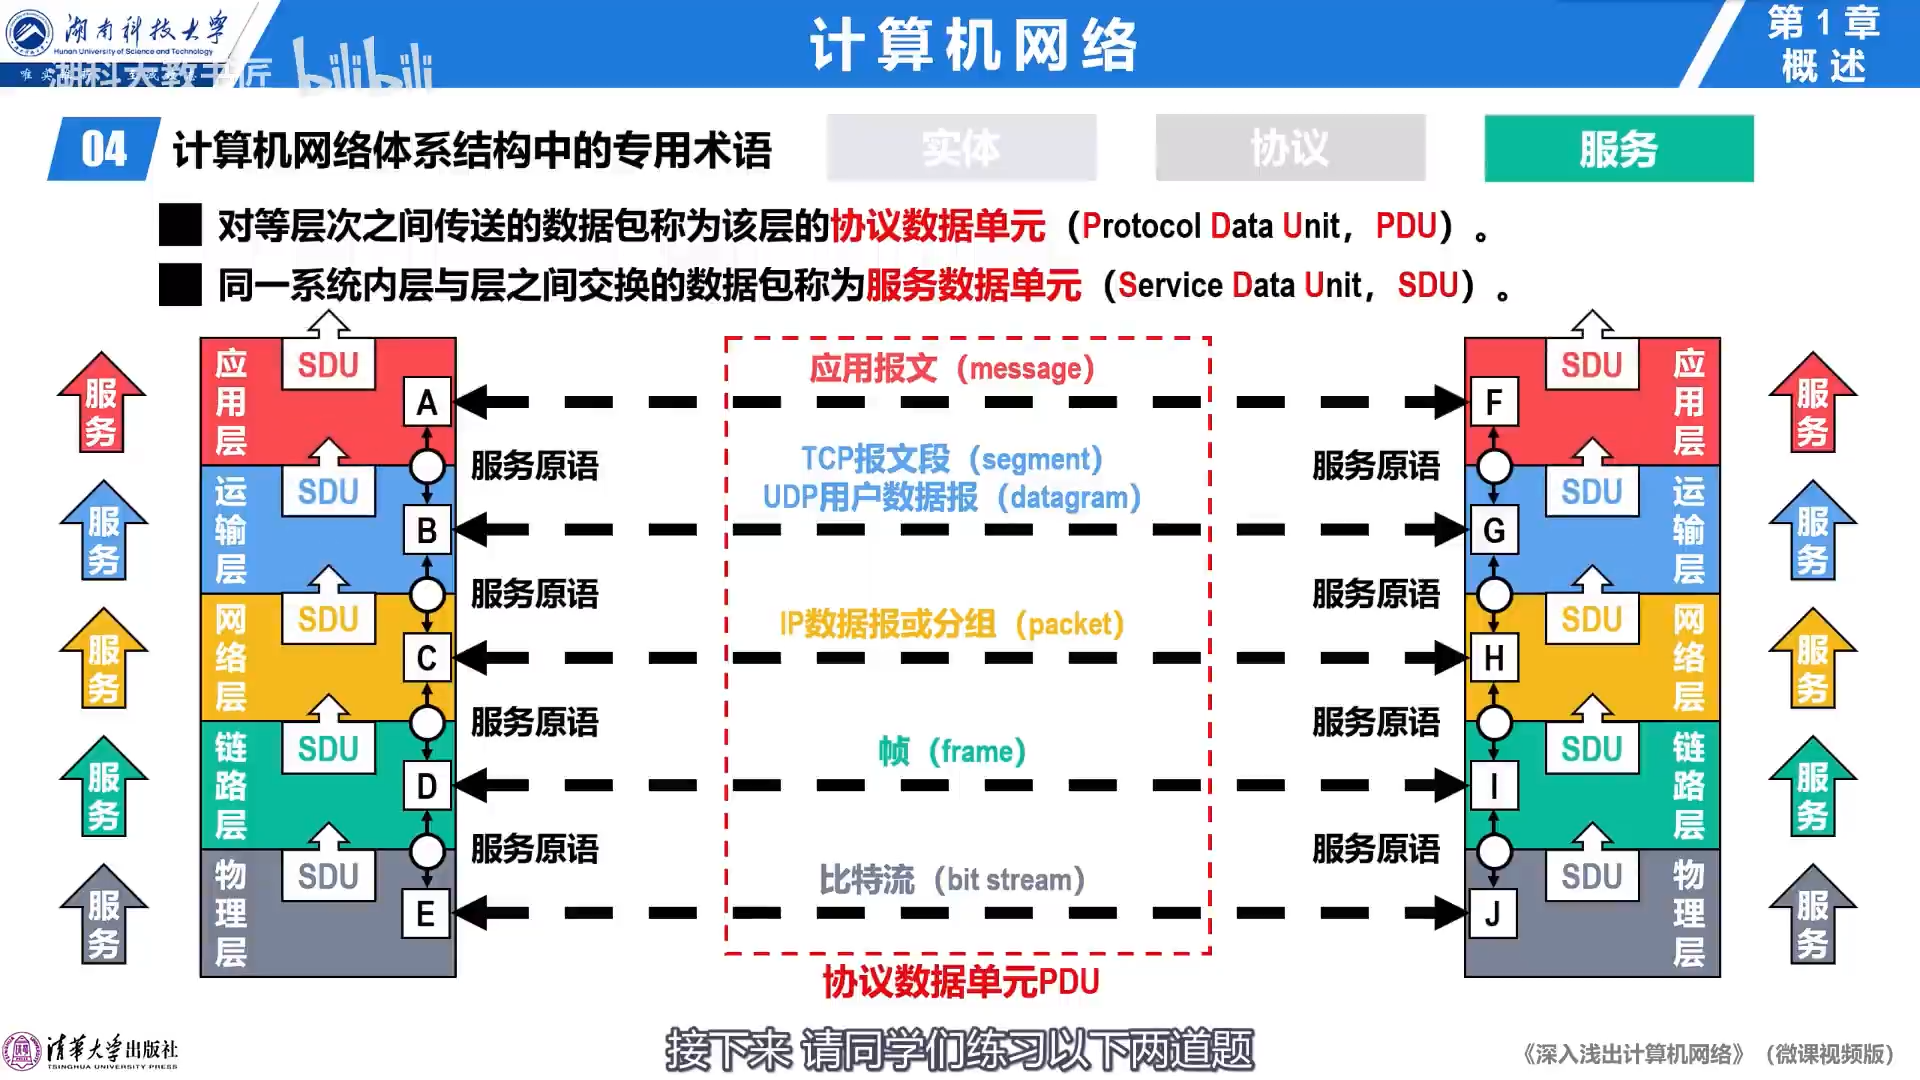 湖南科技大学
Hunan University of Science and Technology
湖科大教书匠 bilibili
计算机网络
第 1 章
概 述
04 计算机网络体系结构中的专用术语
实体 协议 服务
对等层次之间传送的数据包称为该层的协议数据单元（Protocol Data Unit，PDU）。
同一系统内层与层之间交换的数据包称为服务数据单元（Service Data Unit，SDU）。
服务 应用层 SDU A 应用报文（message） F SDU 应用层 服务
服务原语 服务原语
服务 运输层 SDU B TCP报文段（segment） G SDU 运输层 服务
UDP用户数据报（datagram）
服务原语 服务原语
服务 网络层 SDU C IP数据报或分组（packet） H SDU 网络层 服务
服务原语 服务原语
服务 链路层 SDU D 帧（frame） I SDU 链路层 服务
服务原语 服务原语
服务 物理层 SDU E 比特流（bit stream） J SDU 物理层 服务
协议数据单元PDU
接下来 请同学们练习以下两道题
清华大学出版社
TSINGHUA UNIVERSITY PRESS
《深入浅出计算机网络》（微课视频版）